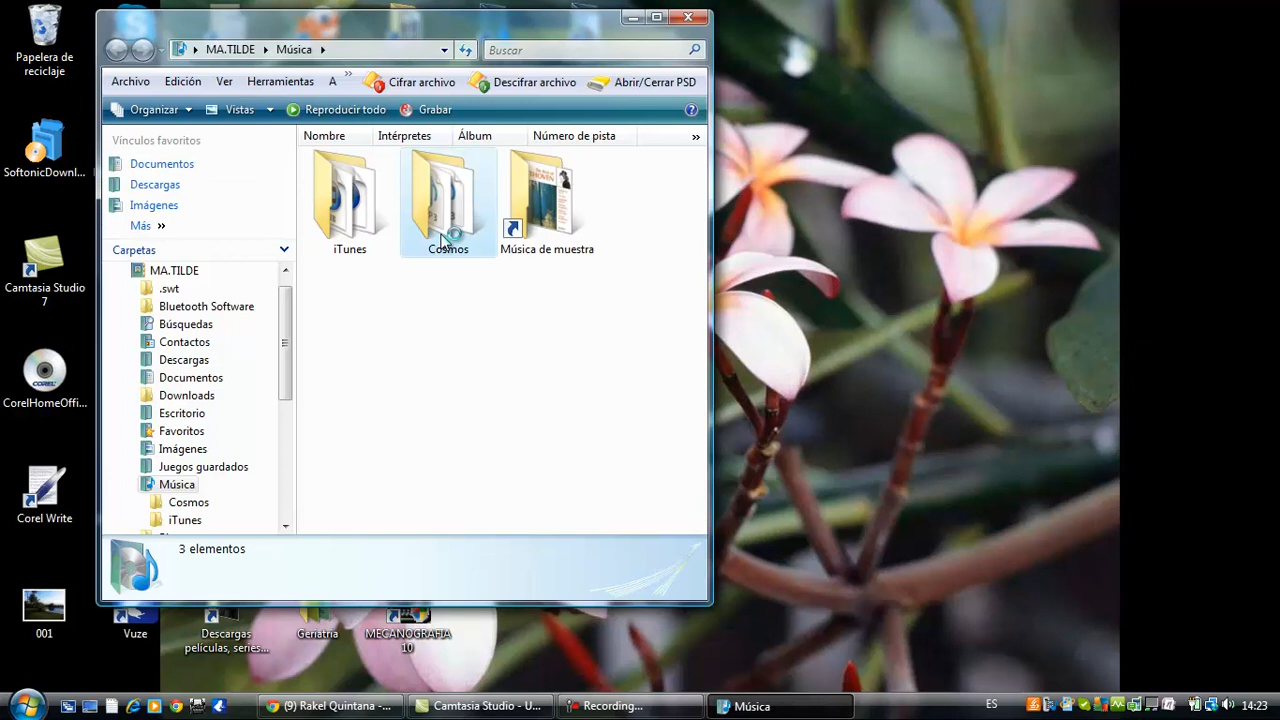 Papelera de
reciclaje
SoftonicDownl...
Camtasia Studio
7
CorelHomeOffi...
Corel Write
001
MA.TILDE
Música
Buscar
Archivo
Edición
Ver
Herramientas
A
»
Cifrar archivo
Descifrar archivo
Abrir/Cerrar PSD
Organizar
Vistas
Reproducir todo
Grabar
Vínculos favoritos
Documentos
Descargas
Imágenes
Más »
Carpetas
MA.TILDE
.swt
Bluetooth Software
Búsquedas
Contactos
Descargas
Documentos
Downloads
Escritorio
Favoritos
Imágenes
Juegos guardados
Música
Cosmos
iTunes
Nombre
Intérpretes
Álbum
Número de pista
»
iTunes
Cosmos
Música de muestra
3 elementos
Vuze
Descargas
películas, series...
Geriatria
MECANOGRAFIA
10
(9) Rakel Quintana -...
Camtasia Studio - U...
Recording...
Música
ES
14:23